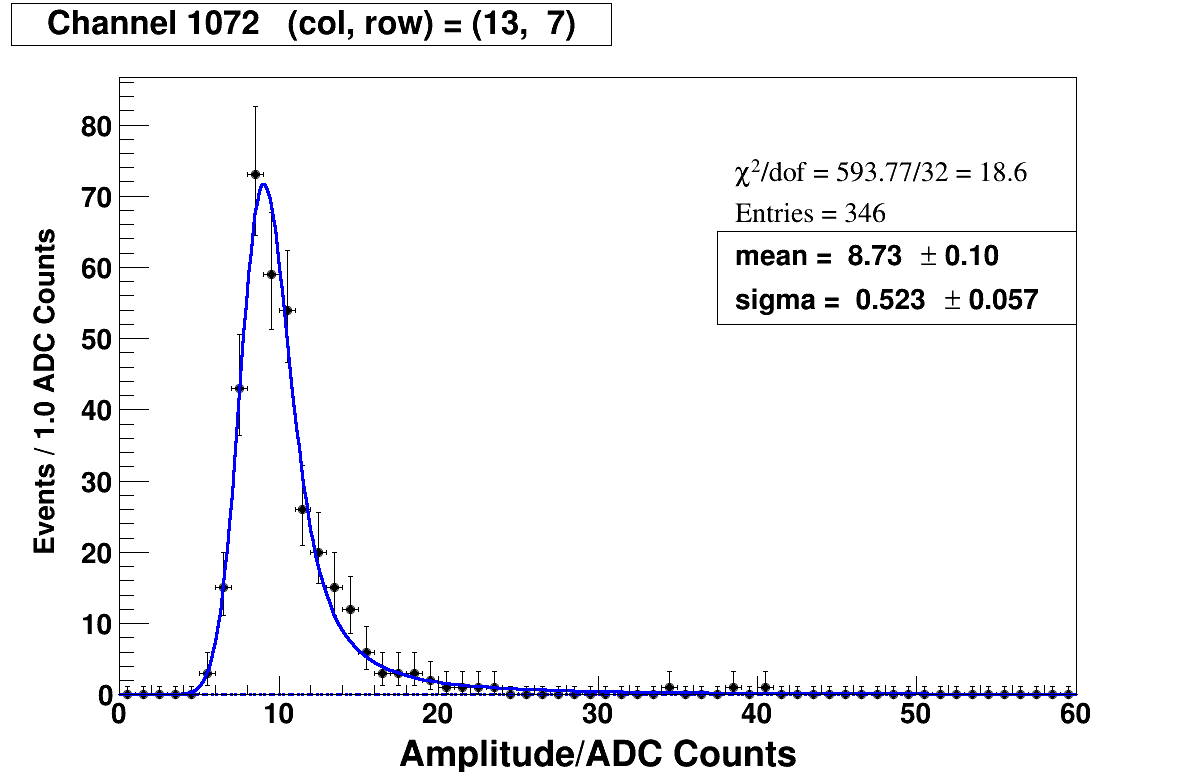 Channel 1072 (col, row) = (13, 7)
χ²/dof = 593.77/32 = 18.6
Entries = 346
mean = 8.73 ± 0.10
sigma = 0.523 ± 0.057
Events / 1.0 ADC Counts
80
70
60
50
40
30
20
10
0
0 10 20 30 40 50 60
Amplitude/ADC Counts